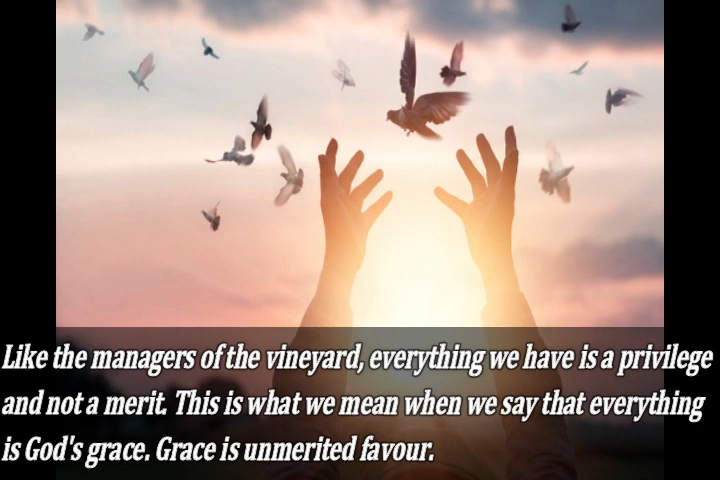 Like the managers of the vineyard, everything we have is a privilege
and not a merit. This is what we mean when we say that everything
is God's grace. Grace is unmerited favour.